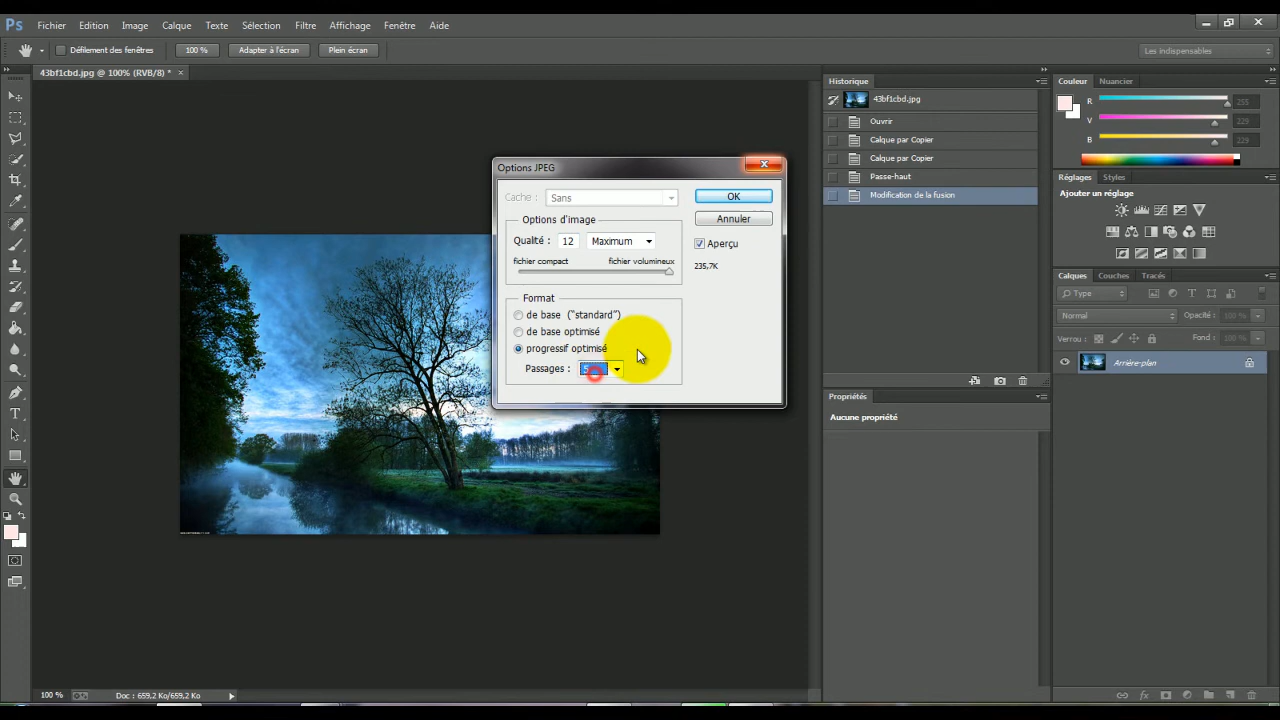 Ps Fichier Edition Image Calque Texte Sélection Filtre Affichage Fenêtre Aide
Défilement des fenêtres 100 % Adapter à l'écran Plein écran Les indispensables
43bf1cbd.jpg @ 100% (RVB/8) *
Options JPEG
Cache : Sans
OK
Options d'image
Annuler
Qualité : 12 Maximum
Aperçu
fichier compact fichier volumineux
235,7K
Format
de base ("standard")
de base optimisé
progressif optimisé
Passages : 5
Historique
43bf1cbd.jpg
Ouvrir
Calque par Copier
Calque par Copier
Passe-haut
Modification de la fusion
Propriétés
Aucune propriété
Couleur Nuancier
R 255
V 229
B 229
Réglages Styles
Ajouter un réglage
Calques Couches Tracés
Type
Normal Opacité : 100 %
Verrou : Fond : 100 %
Arrière-plan
100 % Doc : 659,2 Ko/659,2 Ko